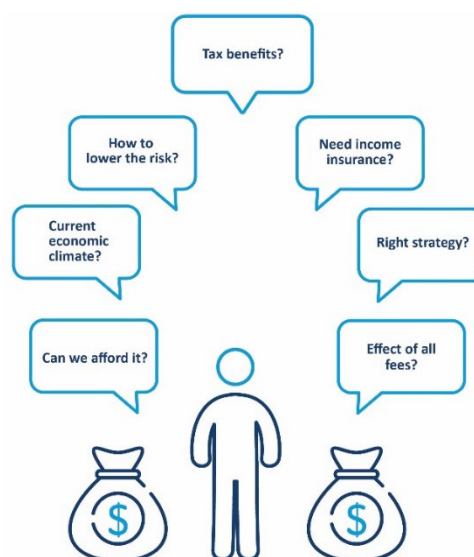 Tax benefits?
How to
lower the risk?
Need income
insurance?
Current
economic
climate?
Right strategy?
Can we afford it?
Effect of all
fees?
$
$